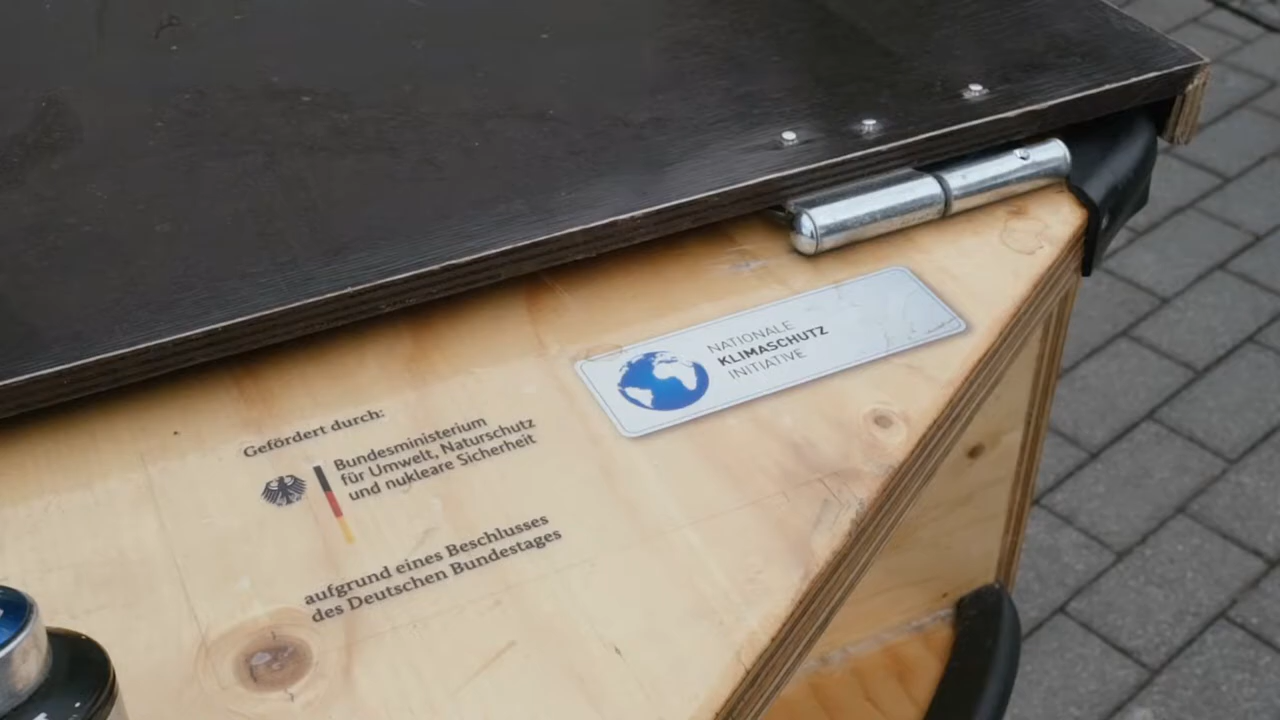 NATIONALE
KLIMASCHUTZ
INITIATIVE
Gefördert durch:
Bundesministerium
für Umwelt, Naturschutz
und nukleare Sicherheit
aufgrund eines Beschlusses
des Deutschen Bundestages